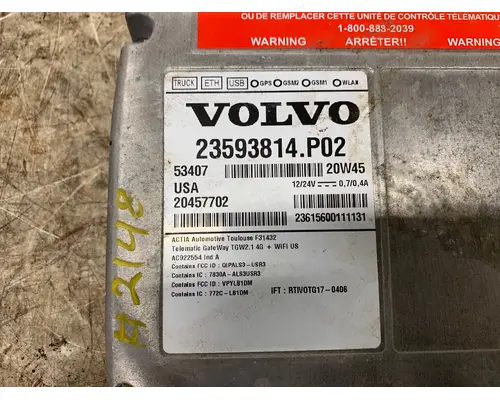 OU DE REMPLACER CETTE UNITÉ DE CONTRÔLE TÉLÉMATIQUE
1-800-888-2039
WARNING ARRÊTER!! WARNING
TRUCK ETH USB GPS GSM2 GSM1 WLAN
VOLVO
23593814.P02
53407 20W45
USA 12/24V 0,7/0,4A
20457702 23615600111131
ACTIA Automotive Toulouse F31432
Telematic GateWay TGW2.1 4G + WIFI US
AC922554 Ind A
Contains FCC ID : QIPALS3-USR3
Contains IC : 7830A-ALS3USR3
Contains FCC ID : VPYLB1DM
Contains IC : 772C-LB1DM IFT : RTIVOTG17-0406
H2148